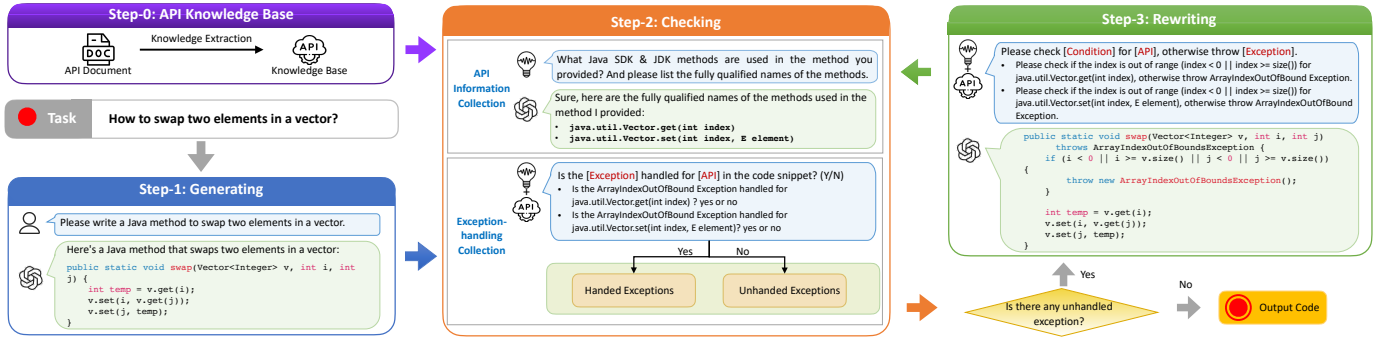 Step-0: API Knowledge Base
DOC
Knowledge Extraction
API
API Document
Knowledge Base
Task
How to swap two elements in a vector?
Step-1: Generating
Please write a Java method to swap two elements in a vector.
Here's a Java method that swaps two elements in a vector:
public static void swap(Vector<Integer> v, int i, int
j) {
int temp = v.get(i);
v.set(i, v.get(j));
v.set(j, temp);
}
Step-2: Checking
API
Information
Collection
What Java SDK & JDK methods are used in the method you
provided? And please list the fully qualified names of the methods.
Sure, here are the fully qualified names of the methods used in the
method I provided:
• java.util.Vector.get(int index)
• java.util.Vector.set(int index, E element)
Exception-
handling
Collection
API
Is the [Exception] handled for [API] in the code snippet? (Y/N)
• Is the ArrayIndexOutOfBound Exception handled for
java.util.Vector.get(int index) ? yes or no
• Is the ArrayIndexOutOfBound Exception handled for
java.util.Vector.set(int index, E element)? yes or no
Yes
No
Handed Exceptions
Unhanded Exceptions
Step-3: Rewriting
API
Please check [Condition] for [API], otherwise throw [Exception].
• Please check if the index is out of range (index < 0 || index >= size()) for
java.util.Vector.get(int index), otherwise throw ArrayIndexOutOfBound Exception.
• Please check if the index is out of range (index < 0 || index >= size()) for
java.util.Vector.set(int index, E element), otherwise throw ArrayIndexOutOfBound
Exception.
public static void swap(Vector<Integer> v, int i, int j)
throws ArrayIndexOutOfBoundsException {
if (i < 0 || i >= v.size() || j < 0 || j >= v.size())
{
throw new ArrayIndexOutOfBoundsException();
}
int temp = v.get(i);
v.set(i, v.get(j));
v.set(j, temp);
}
Yes
Is there any unhandled
exception?
No
Output Code